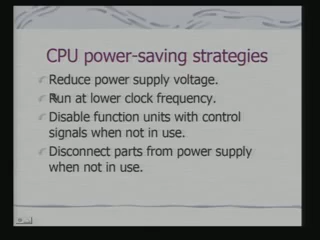 CPU power-saving strategies
Reduce power supply voltage.
Run at lower clock frequency.
Disable function units with control
signals when not in use.
Disconnect parts from power supply
when not in use.